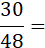 30/48 =